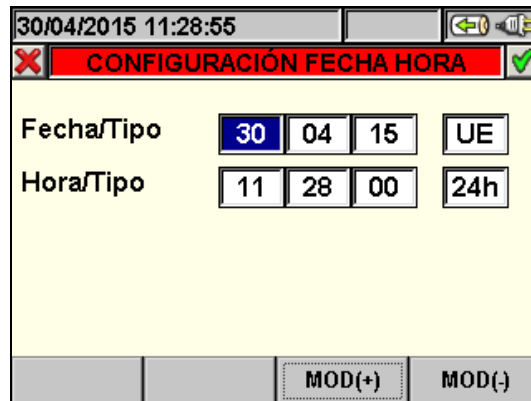 30/04/2015 11:28:55
CONFIGURACIÓN FECHA HORA
Fecha/Tipo 30 04 15 UE
Hora/Tipo 11 28 00 24h
MOD(+) MOD(-)